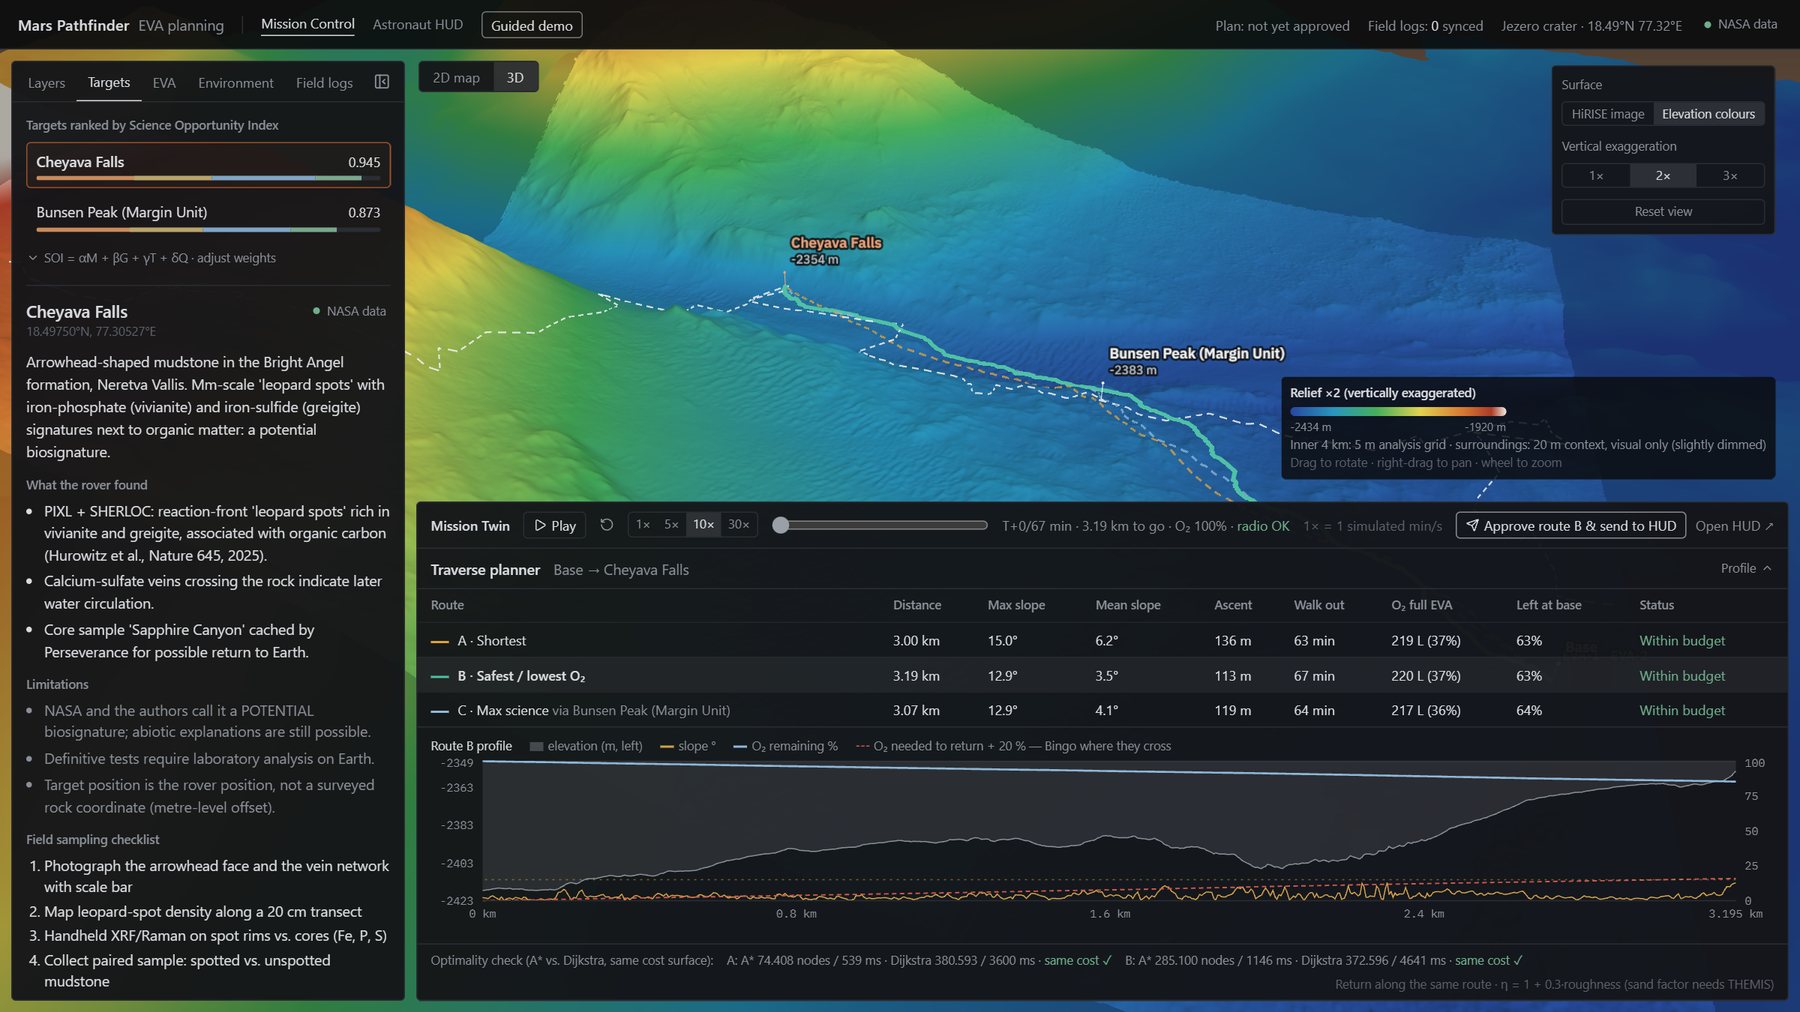 Mars Pathfinder EVA planning
Mission Control
Astronaut HUD
Guided demo
Plan: not yet approved
Field logs: 0 synced
Jezero crater · 18.49°N 77.32°E
NASA data
Layers
Targets
EVA
Environment
Field logs
Targets ranked by Science Opportunity Index
Cheyava Falls 0.945
Bunsen Peak (Margin Unit) 0.873
SOI = αM + βG + γT + δQ · adjust weights
Cheyava Falls
NASA data
18.49750°N, 77.30527°E
Arrowhead-shaped mudstone in the Bright Angel
formation, Neretva Vallis. Mm-scale 'leopard spots' with
iron-phosphate (vivianite) and iron-sulfide (greigite)
signatures next to organic matter: a potential
biosignature.
What the rover found
• PIXL + SHERLOC: reaction-front 'leopard spots' rich in
vivianite and greigite, associated with organic carbon
(Hurowitz et al., Nature 645, 2025).
• Calcium-sulfate veins crossing the rock indicate later
water circulation.
• Core sample 'Sapphire Canyon' cached by
Perseverance for possible return to Earth.
Limitations
• NASA and the authors call it a POTENTIAL
biosignature; abiotic explanations are still possible.
• Definitive tests require laboratory analysis on Earth.
• Target position is the rover position, not a surveyed
rock coordinate (metre-level offset).
Field sampling checklist
1. Photograph the arrowhead face and the vein network
with scale bar
2. Map leopard-spot density along a 20 cm transect
3. Handheld XRF/Raman on spot rims vs. cores (Fe, P, S)
4. Collect paired sample: spotted vs. unspotted
mudstone
2D map
3D
Cheyava Falls
-2354 m
Bunsen Peak (Margin Unit)
-2383 m
Surface
HiRISE image
Elevation colours
Vertical exaggeration
1×
2×
3×
Reset view
Relief ×2 (vertically exaggerated)
-2434 m
-1920 m
Inner 4 km: 5 m analysis grid · surroundings: 20 m context, visual only (slightly dimmed)
Drag to rotate · right-drag to pan · wheel to zoom
Mission Twin
Play
1× 5× 10× 30×
T+0/67 min · 3.19 km to go · O₂ 100% · radio OK
1× = 1 simulated min/s
Approve route B & send to HUD
Open HUD ↗
Traverse planner Base → Cheyava Falls
Profile
Route Distance Max slope Mean slope Ascent Walk out O₂ full EVA Left at base Status
A · Shortest 3.00 km 15.0° 6.2° 136 m 63 min 219 L (37%) 63% Within budget
B · Safest / lowest O₂ 3.19 km 12.9° 3.5° 113 m 67 min 220 L (37%) 63% Within budget
C · Max science via Bunsen Peak (Margin Unit) 3.07 km 12.9° 4.1° 119 m 64 min 217 L (36%) 64% Within budget
Route B profile
elevation (m, left)
slope °
O₂ remaining %
O₂ needed to return + 20 % — Bingo where they cross
-2349
-2363
-2383
-2403
-2423
100
75
50
25
0
0 km
0.8 km
1.6 km
2.4 km
3.195 km
Optimality check (A* vs. Dijkstra, same cost surface): A: A* 74.408 nodes / 539 ms · Dijkstra 380.593 / 3600 ms · same cost ✓ B: A* 285.100 nodes / 1146 ms · Dijkstra 372.596 / 4641 ms · same cost ✓
Return along the same route · η = 1 + 0.3·roughness (sand factor needs THEMIS)